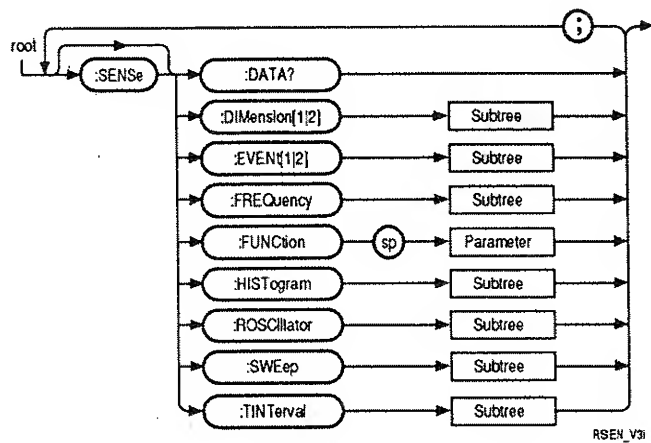 ;
root
:SENSe
:DATA?
:DIMension[1|2] Subtree
:EVENt[1|2] Subtree
:FREQuency Subtree
:FUNCtion sp Parameter
:HISTogram Subtree
:ROSCillator Subtree
:SWEep Subtree
:TINTerval Subtree
RSEN_V3i